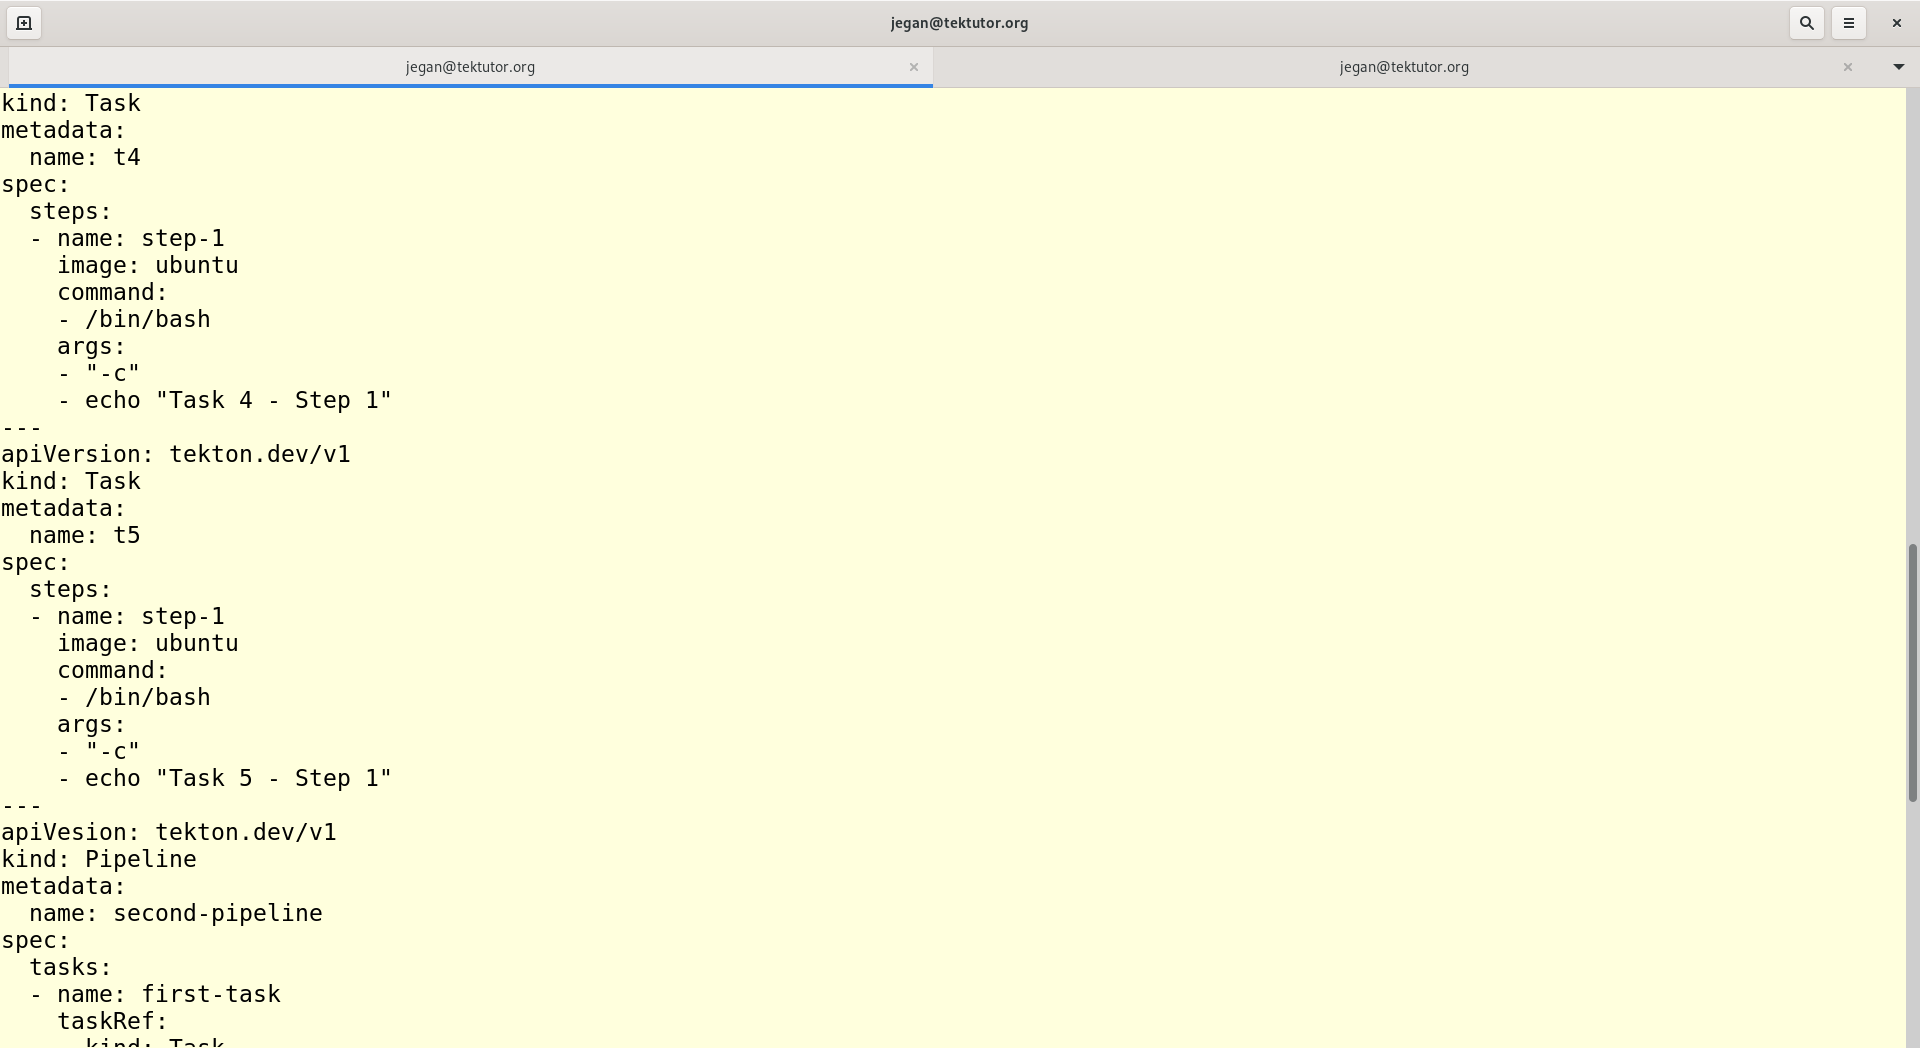 jegan@tektutor.org
jegan@tektutor.org
jegan@tektutor.org
kind: Task
metadata:
  name: t4
spec:
  steps:
  - name: step-1
    image: ubuntu
    command:
    - /bin/bash
    args:
    - "-c"
    - echo "Task 4 - Step 1"
---
apiVersion: tekton.dev/v1
kind: Task
metadata:
  name: t5
spec:
  steps:
  - name: step-1
    image: ubuntu
    command:
    - /bin/bash
    args:
    - "-c"
    - echo "Task 5 - Step 1"
---
apiVesion: tekton.dev/v1
kind: Pipeline
metadata:
  name: second-pipeline
spec:
  tasks:
  - name: first-task
    taskRef:
      kind: Task